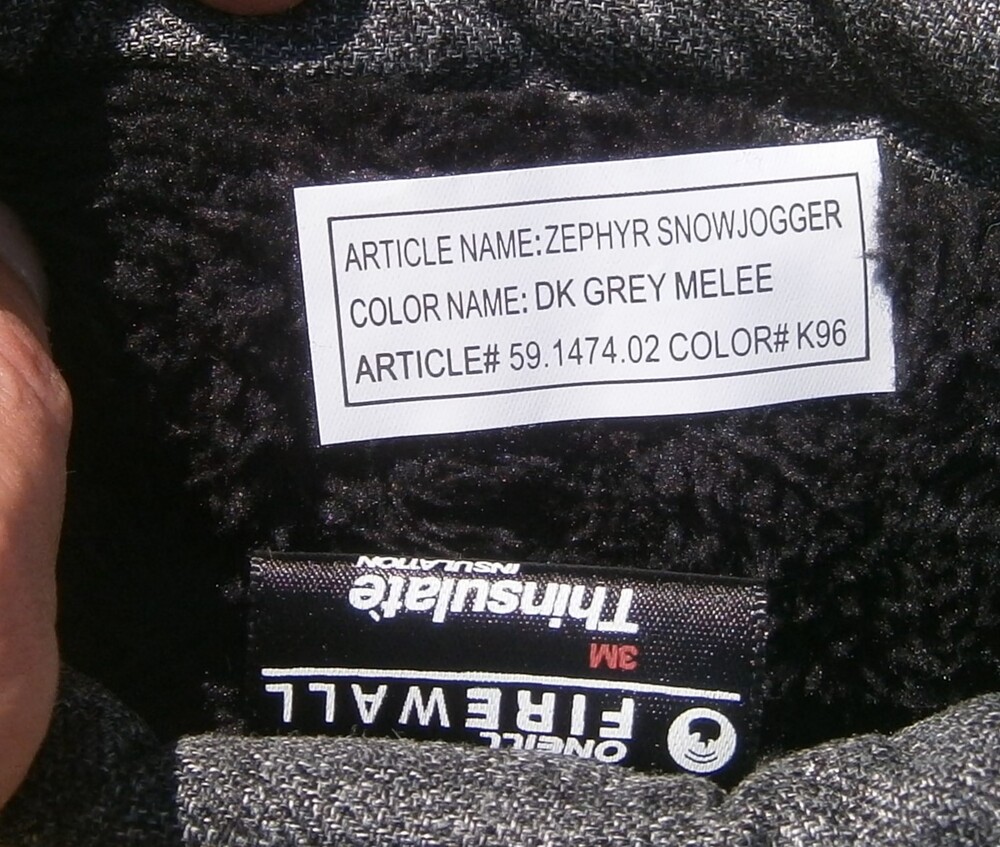 ARTICLE NAME: ZEPHYR SNOWJOGGER
COLOR NAME: DK GREY MELEE
ARTICLE# 59.1474.02 COLOR# K96
ONEILL
FIREWALL
3M
Thinsulate
INSULATION